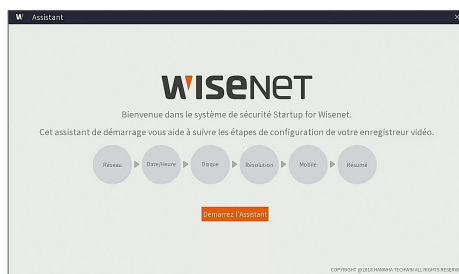 W Assistant
WISENET
Bienvenue dans le système de sécurité Startup for Wisenet.
Cet assistant de démarrage vous aide à suivre les étapes de configuration de votre enregistreur vidéo.
Réseau Date/Heure Disque Résolution Mobile Résumé
Démarrez l'Assistant
COPYRIGHT @2019 HANWHA TECHWIN ALL RIGHTS RESERVE